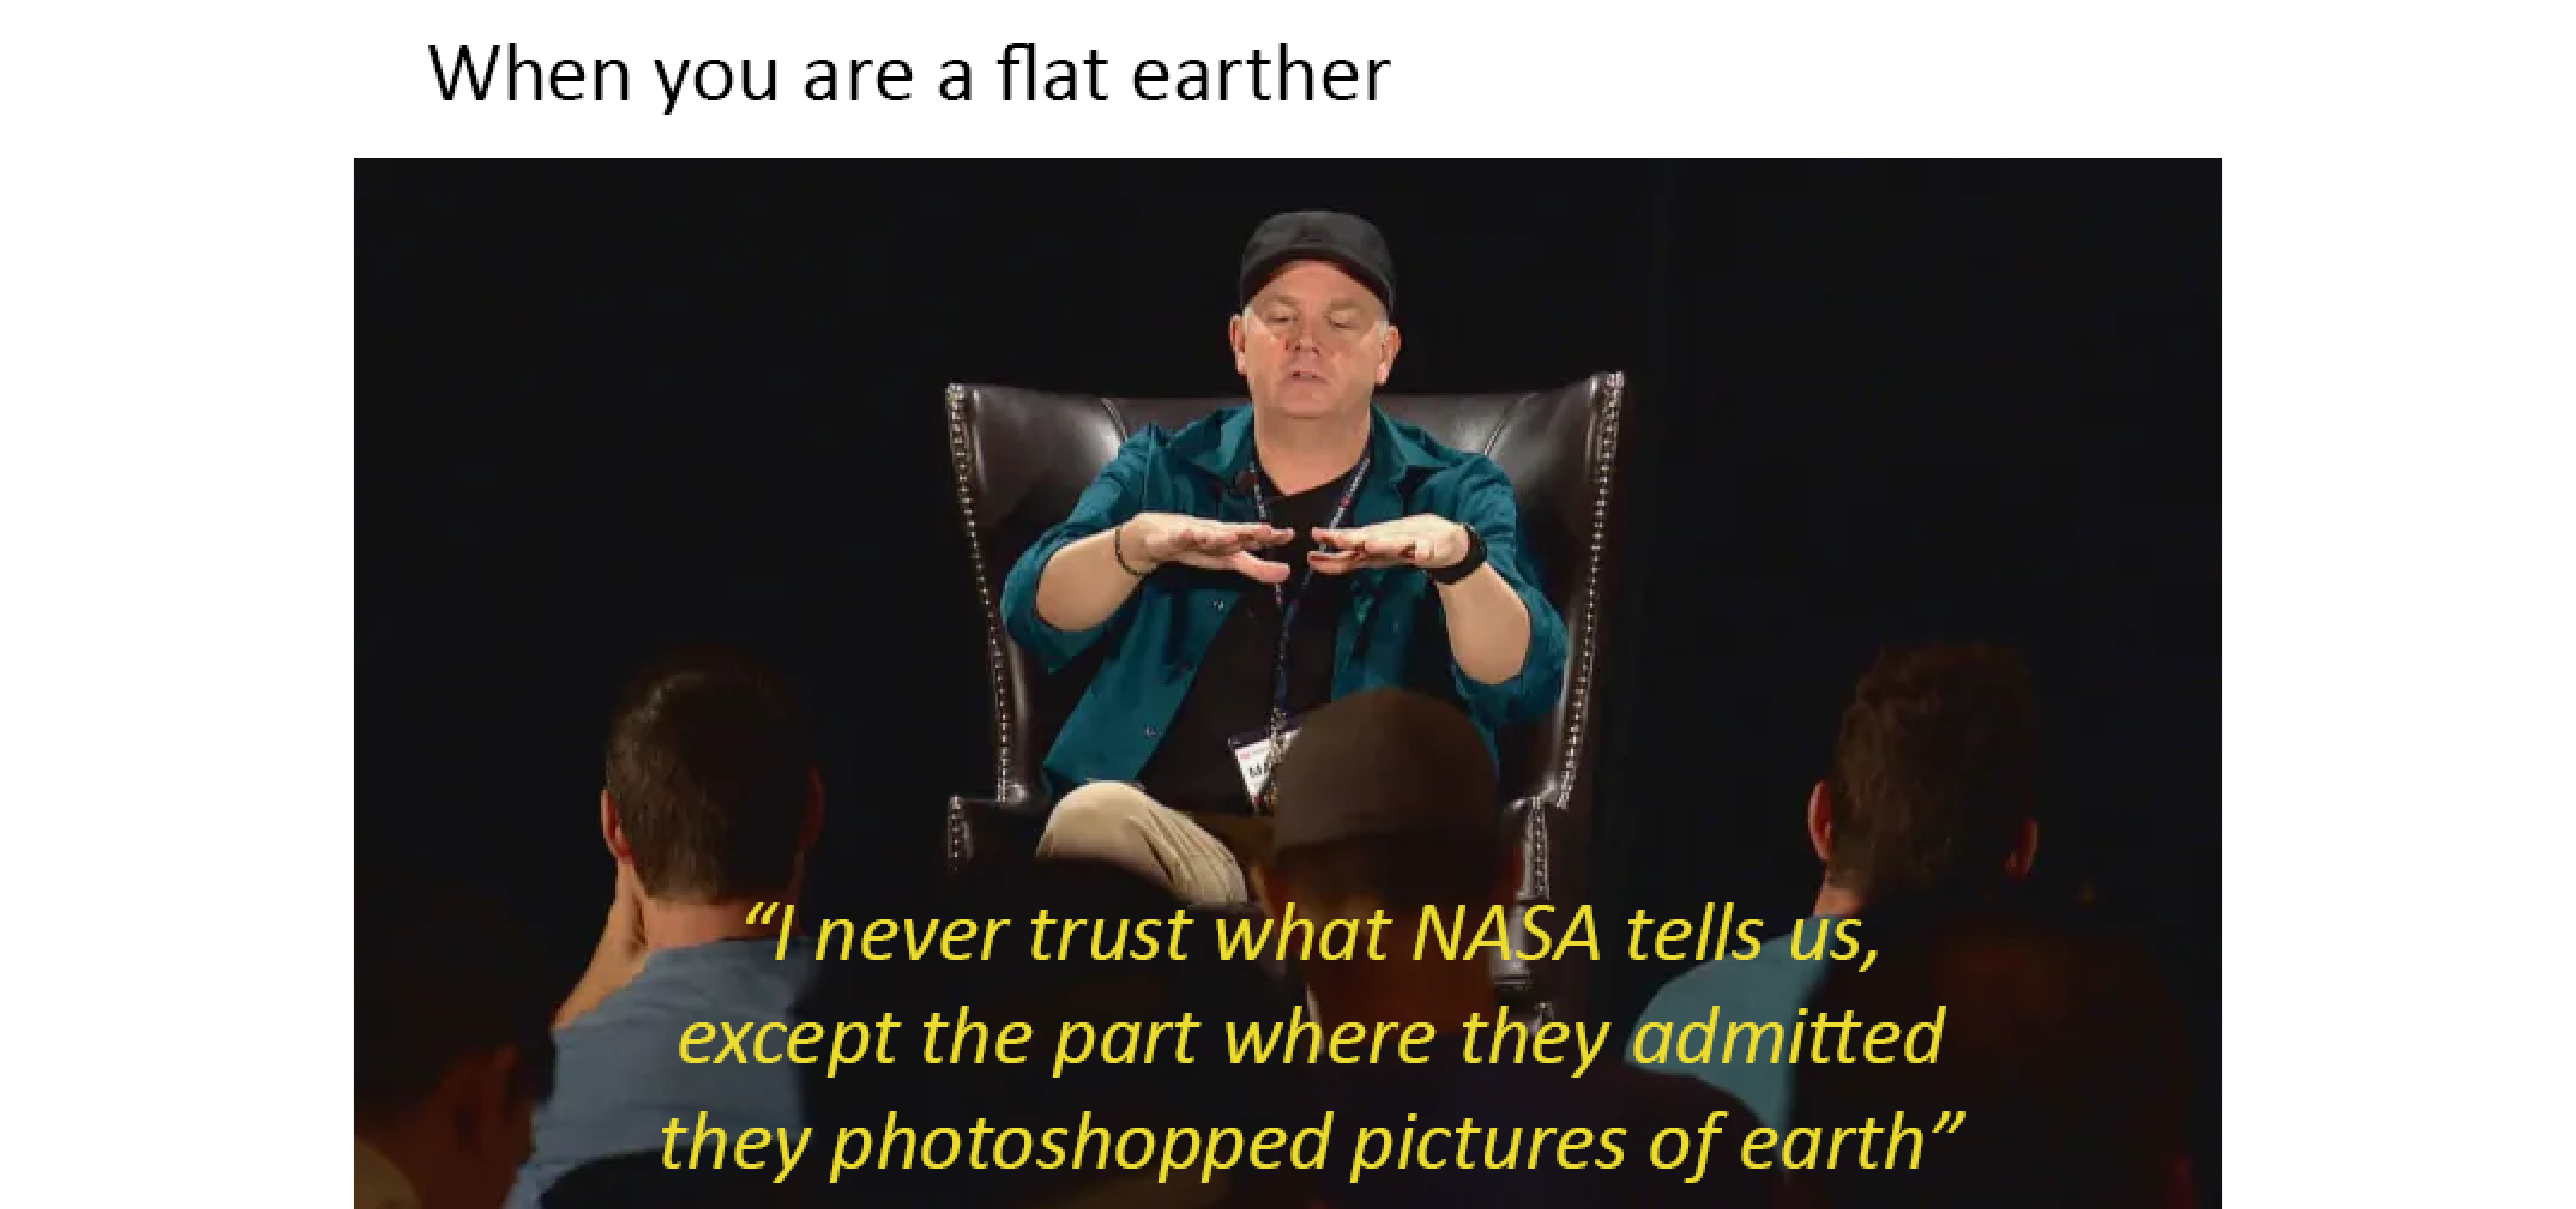 When you are a flat earther
“I never trust what NASA tells us,
except the part where they admitted
they photoshopped pictures of earth”